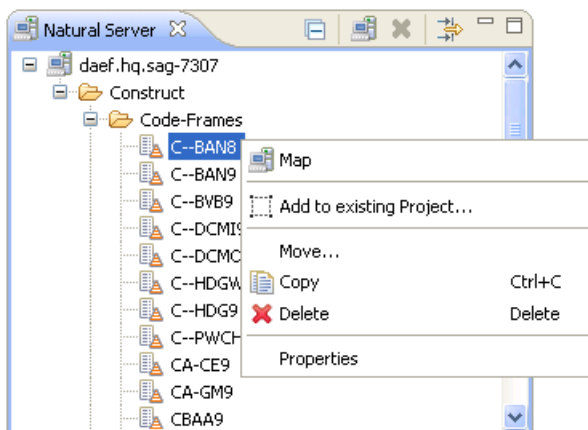 Natural Server
daef.hq.sag-7307
Construct
Code-Frames
C--BAN8
C--BAN9
C--BVB9
C--DCMI9
C--DCMC
C--HDGW
C--HDG9
C--PWCH
CA-CE9
CA-GM9
CBAA9
Map
Add to existing Project...
Move...
Copy Ctrl+C
Delete Delete
Properties